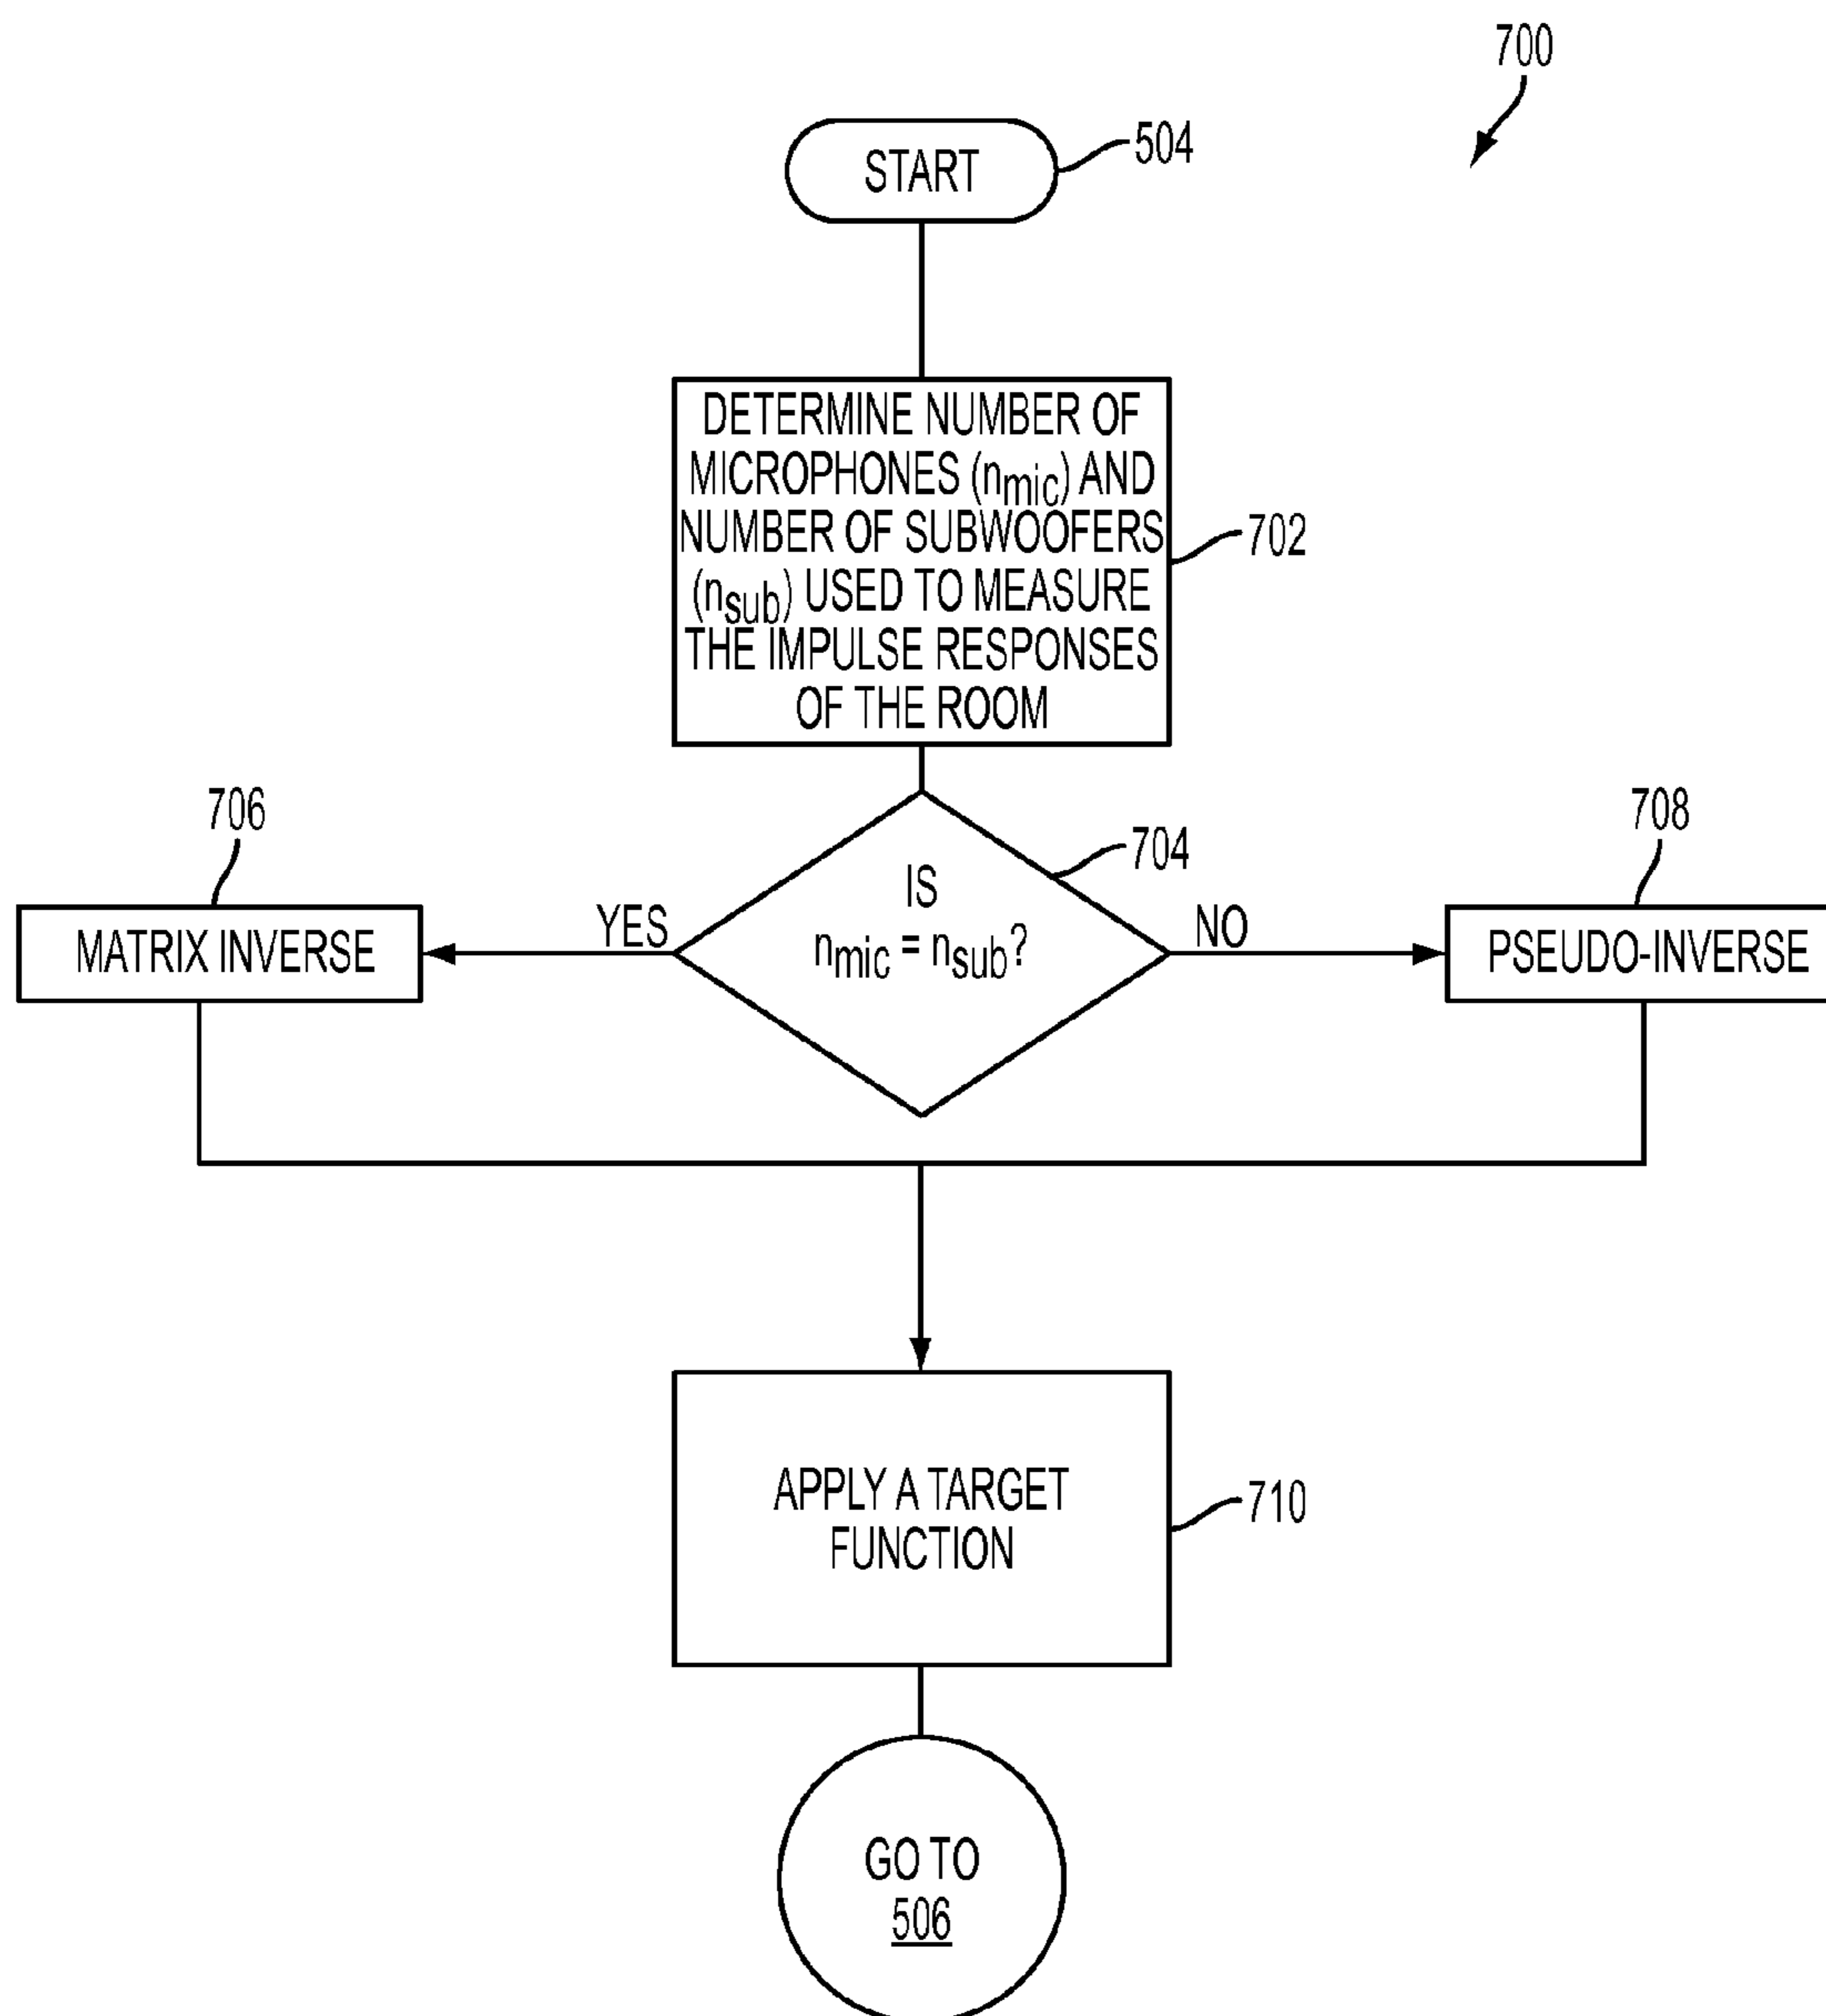 700
START
504
DETERMINE NUMBER OF
MICROPHONES (nmic) AND
NUMBER OF SUBWOOFERS
(nsub) USED TO MEASURE
THE IMPULSE RESPONSES
OF THE ROOM
702
706
708
704
IS
nmic = nsub?
YES
NO
MATRIX INVERSE
PSEUDO-INVERSE
APPLY A TARGET
FUNCTION
710
GO TO
506